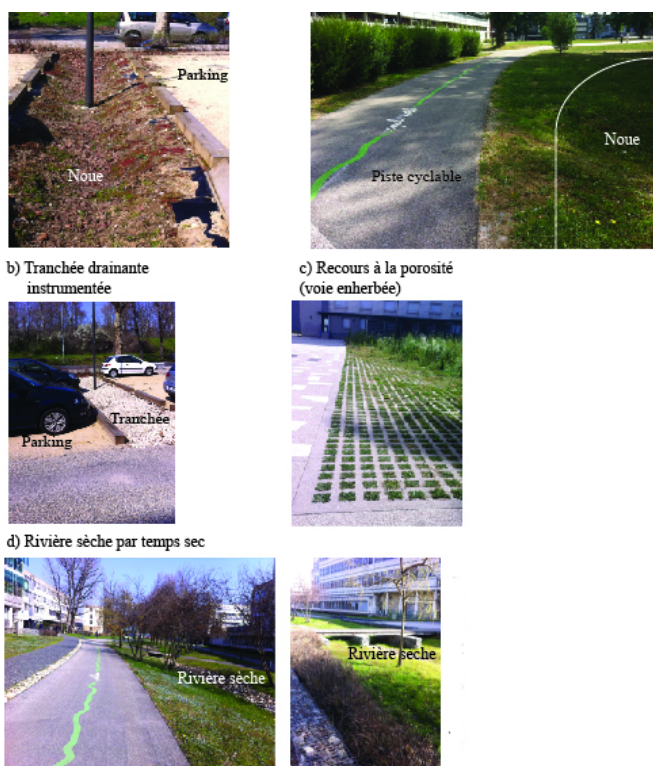 Parking
Noue
Piste cyclable
Noue
b) Tranchée drainante
instrumentée
c) Recours à la porosité
(voie enherbée)
Tranchée
Parking
d) Rivière sèche par temps sec
Rivière sèche
Rivière sèche